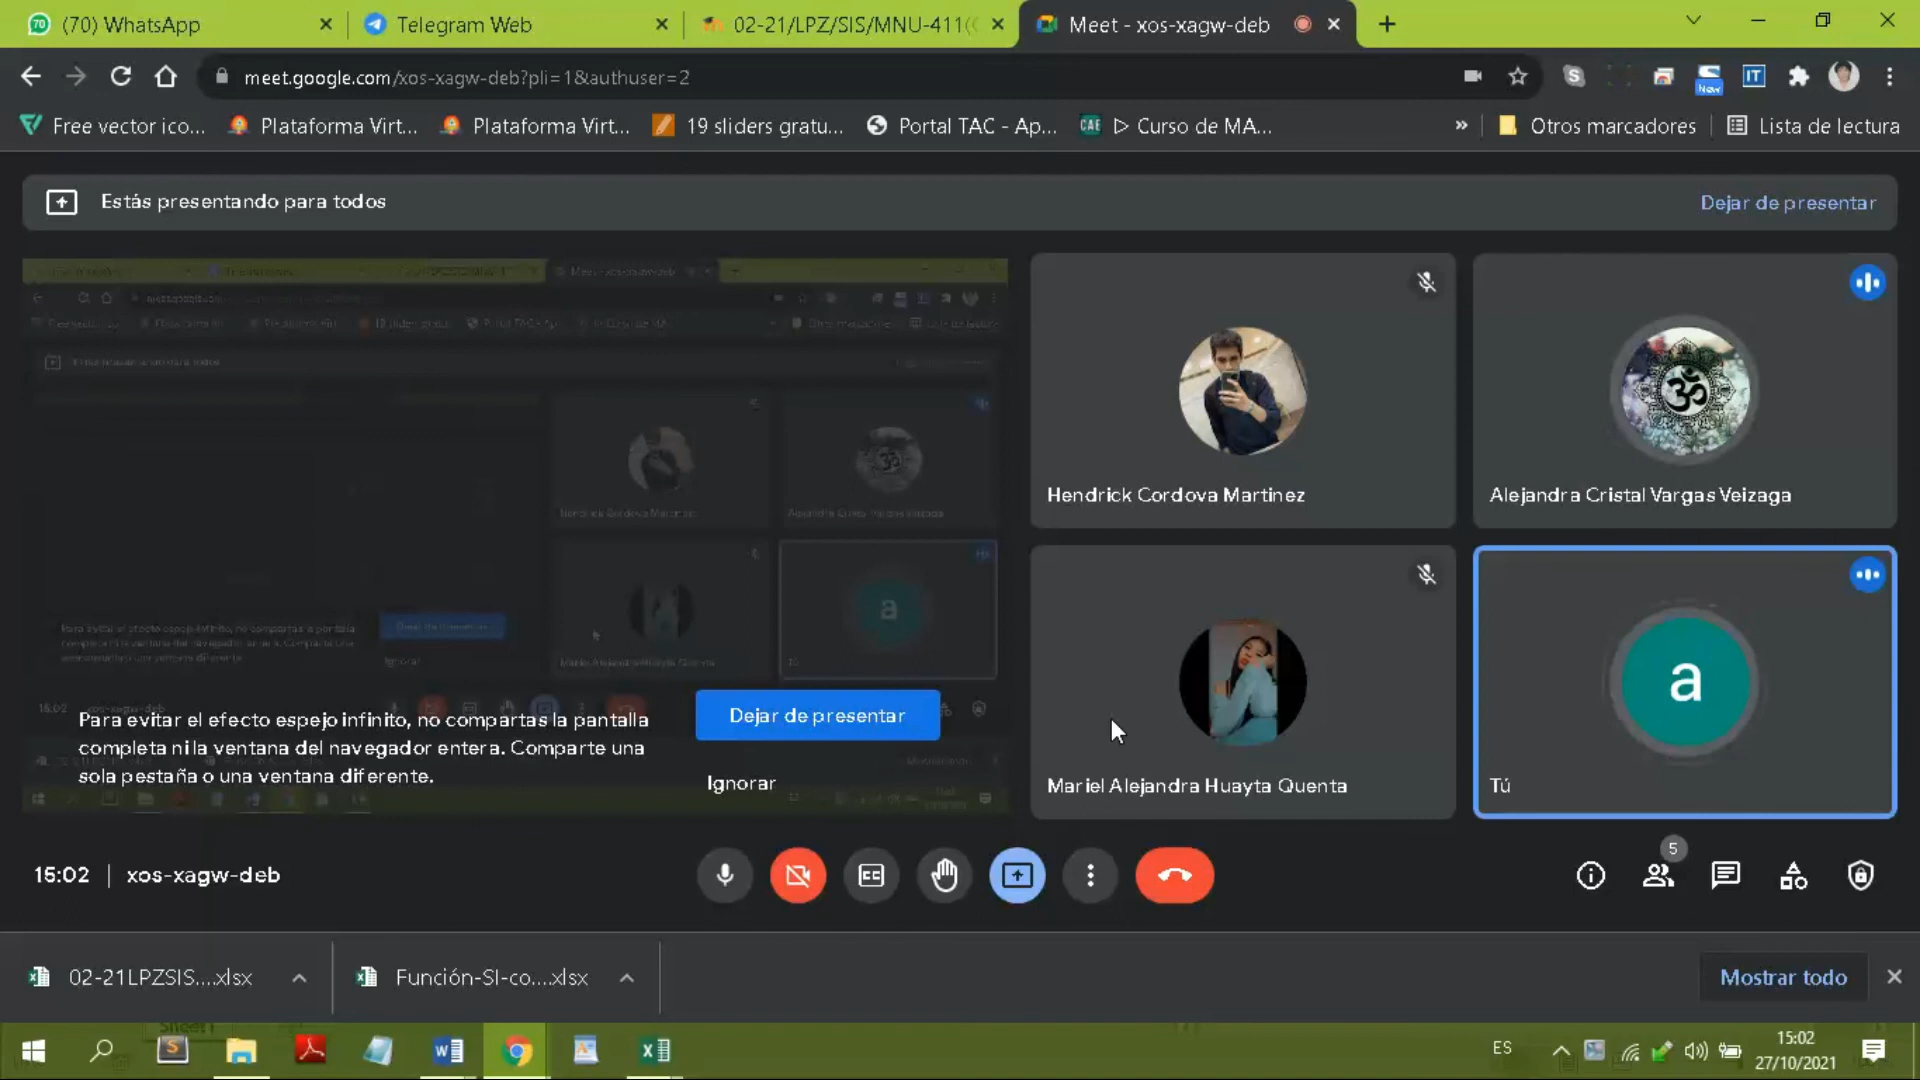 (70) WhatsApp
Telegram Web
02-21/LPZ/SIS/MNU-411(
Meet - xos-xagw-deb
meet.google.com/xos-xagw-deb?pli=1&authuser=2
New
IT
Free vector ico...
Plataforma Virt...
Plataforma Virt...
19 sliders gratu...
Portal TAC - Ap...
CAE
▷ Curso de MA...
»
Otros marcadores
Lista de lectura
Estás presentando para todos
Dejar de presentar
Hendrick Cordova Martinez
Alejandra Cristal Vargas Veizaga
Para evitar el efecto espejo infinito, no compartas la pantalla
completa ni la ventana del navegador entera. Comparte una
sola pestaña o una ventana diferente.
Dejar de presentar
Ignorar
Mariel Alejandra Huayta Quenta
a
Tú
15:02 | xos-xagw-deb
5
02-21LPZSIS....xlsx
Función-SI-co....xlsx
Mostrar todo
ES
15:02
27/10/2021